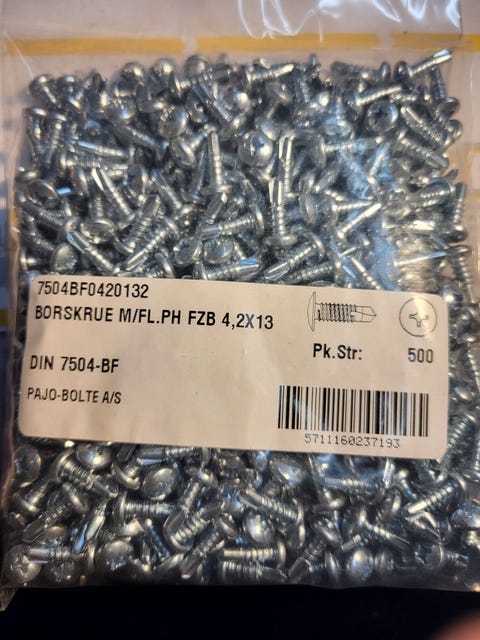 7504BF0420132
BORSKRUE M/FL.PH FZB 4,2X13
Pk.Str: 500
DIN 7504-BF
PAJO-BOLTE A/S
5711160237193